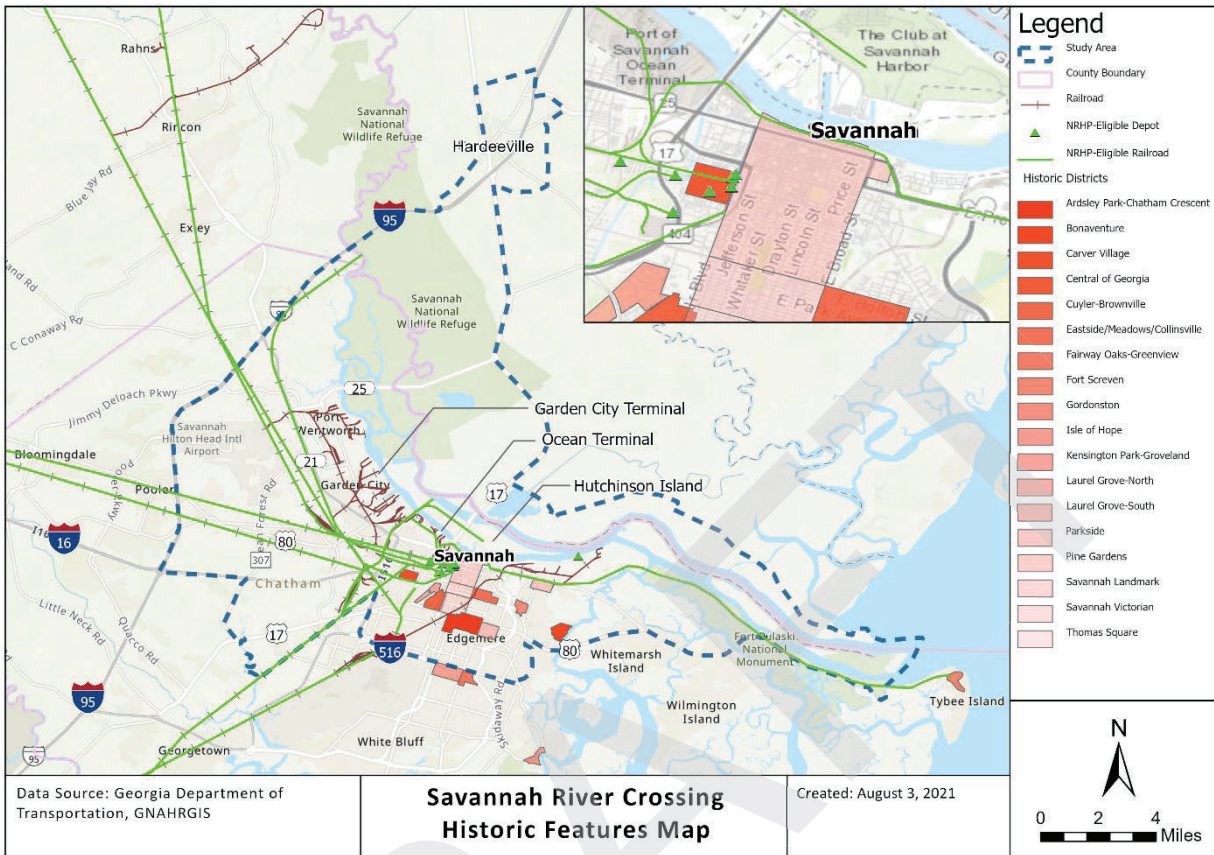 Rahns
Rincon
Blue Jay Rd
Exley
Savannah
National
Wildlife Refuge
Hardeeville
95
Savannah
National
Wildlife Refuge
C Conaway Rd
25
Jimmy Deloach Pkwy
Port
Wentworth
Savannah
Hilton Head Intl
Airport
21
Bloomingdale
Pooler
Garden City
Garden City Terminal
Ocean Terminal
Hutchinson Island
17
16
80
307
Chatham
Savannah
Little Neck Rd
Quacco Rd
17
516
Edgemere
80
Whitemarsh
Island
Fort Pulaski
National
Monument
Wilmington
Island
Tybee Island
95
95
Georgetown
White Bluff
Skidaway Rd
Port of
Savannah
Ocean
Terminal
The Club at
Savannah
Harbor
25
17
Savannah
404
Jefferson St
Whitaker St
Drayton St
Lincoln St
Price St
E Broad St
Legend
Study Area
County Boundary
Railroad
NRHP-Eligible Depot
NRHP-Eligible Railroad
Historic Districts
Ardsley Park-Chatham Crescent
Bonaventure
Carver Village
Central of Georgia
Cuyler-Brownville
Eastside/Meadows/Collinsville
Fairway Oaks-Greenview
Fort Screven
Gordonston
Isle of Hope
Kensington Park-Groveland
Laurel Grove-North
Laurel Grove-South
Parkside
Pine Gardens
Savannah Landmark
Savannah Victorian
Thomas Square
N
0 2 4
Miles
Data Source: Georgia Department of
Transportation, GNAHRGIS
Savannah River Crossing
Historic Features Map
Created: August 3, 2021